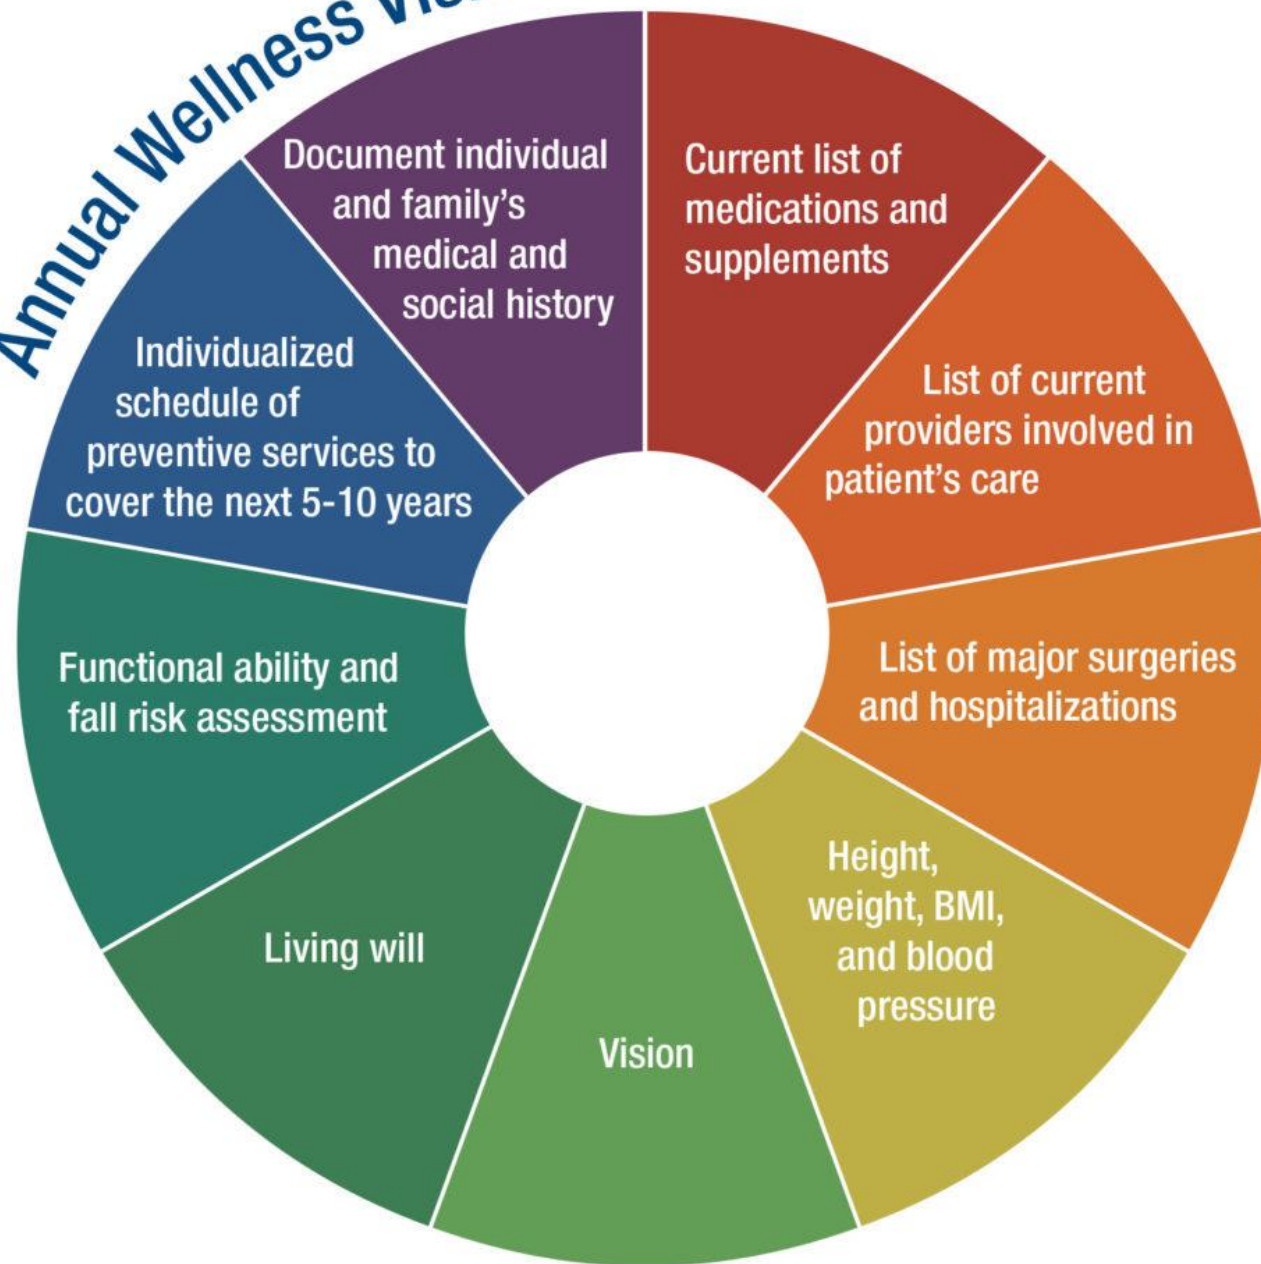 Annual Wellness
Document individual
and family's
medical and
social history
Current list of
medications and
supplements
List of current
providers involved in
patient's care
List of major surgeries
and hospitalizations
Height,
weight, BMI,
and blood
pressure
Vision
Living will
Functional ability and
fall risk assessment
Individualized
schedule of
preventive services to
cover the next 5-10 years